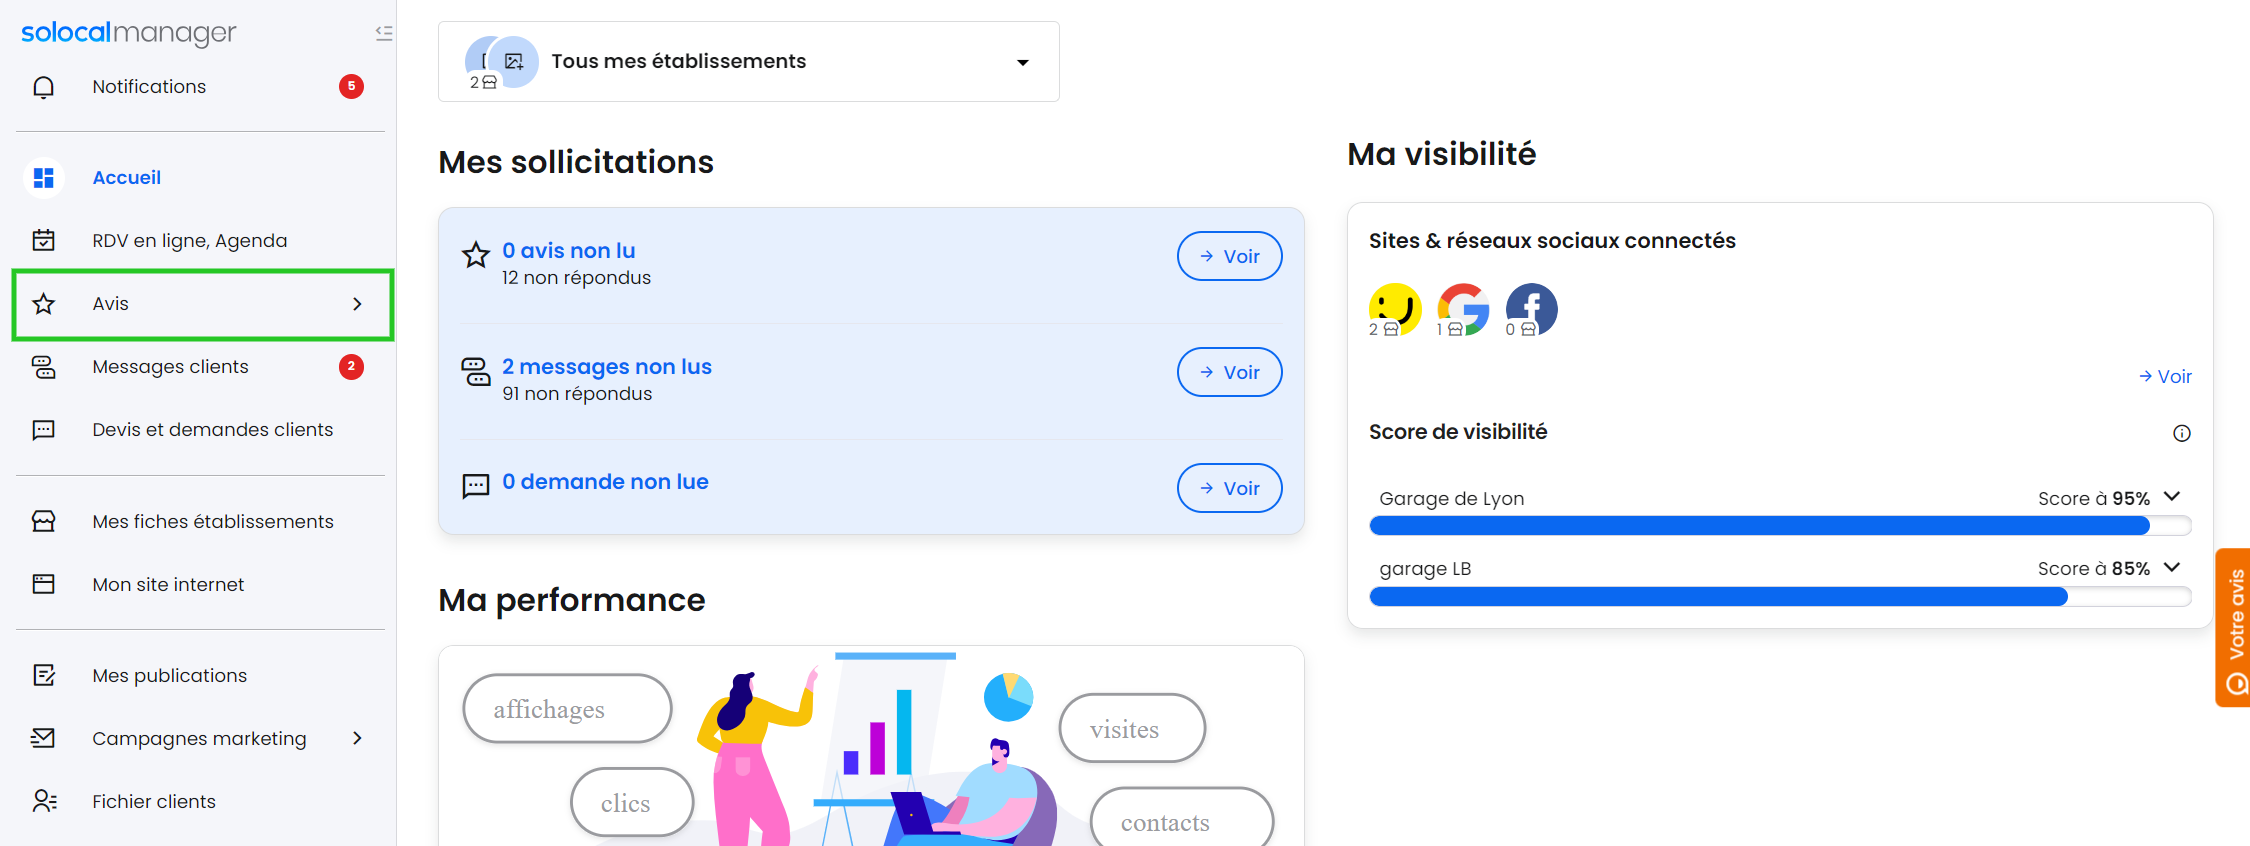 solocalmanager
Notifications 5
Accueil
RDV en ligne, Agenda
Avis
Messages clients 2
Devis et demandes clients
Mes fiches établissements
Mon site internet
Mes publications
Campagnes marketing
Fichier clients
2
Tous mes établissements
Mes sollicitations
0 avis non lu
12 non répondus
Voir
2 messages non lus
91 non répondus
Voir
0 demande non lue
Voir
Ma performance
affichages
clics
visites
contacts
Ma visibilité
Sites & réseaux sociaux connectés
2 1 0
Voir
Score de visibilité
Garage de Lyon Score à 95%
garage LB Score à 85%
Votre avis